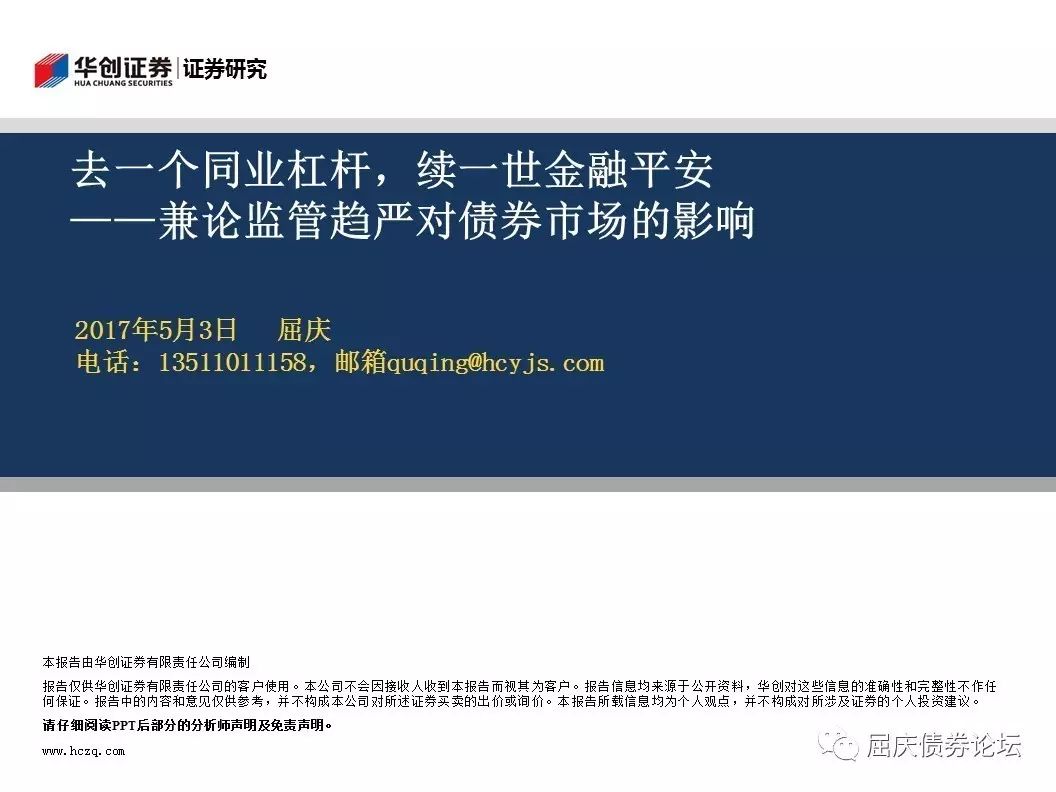 华创证券 证券研究
HUA CHUANG SECURITIES
去一个同业杠杆，续一世金融平安
——兼论监管趋严对债券市场的影响
2017年5月3日 屈庆
电话：13511011158，邮箱quqing@hcyjs.com
本报告由华创证券有限责任公司编制
报告仅供华创证券有限责任公司的客户使用。本公司不会因接收人收到本报告而视其为客户。报告信息均来源于公开资料，华创对这些信息的准确性和完整性不作任
何保证。报告中的内容和意见仅供参考，并不构成本公司对所述证券买卖的出价或询价。本报告所载信息均为个人观点，并不构成对所涉及证券的个人投资建议。
请仔细阅读PPT后部分的分析师声明及免责声明。
www.hczq.com
屈庆债券论坛